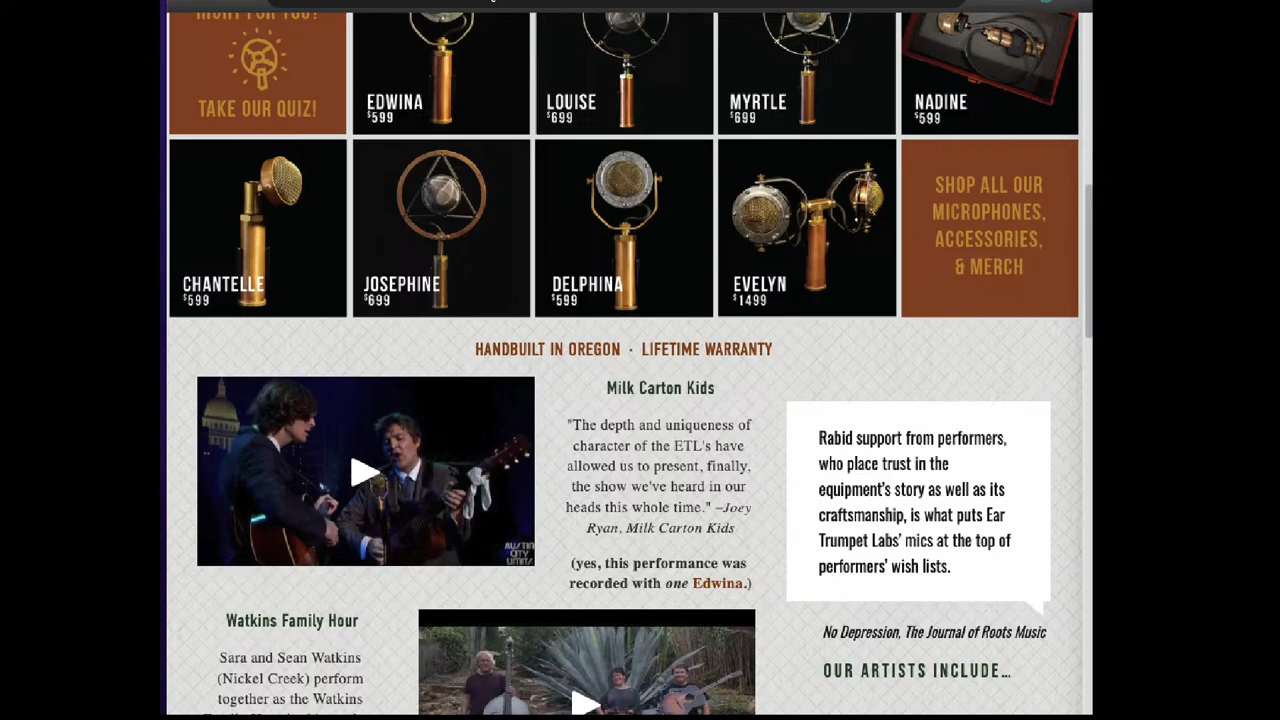 RIGHT FOR YOU?
TAKE OUR QUIZ!
EDWINA
$599
LOUISE
$699
MYRTLE
$699
NADINE
$599
CHANTELLE
$599
JOSEPHINE
$699
DELPHINA
$599
EVELYN
$1499
SHOP ALL OUR
MICROPHONES,
ACCESSORIES,
& MERCH
HANDBUILT IN OREGON · LIFETIME WARRANTY
AUSTIN
CITY
LIMITS
Milk Carton Kids
"The depth and uniqueness of
character of the ETL's have
allowed us to present, finally,
the show we've heard in our
heads this whole time." –Joey
Ryan, Milk Carton Kids
(yes, this performance was
recorded with one Edwina.)
Rabid support from performers,
who place trust in the
equipment's story as well as its
craftsmanship, is what puts Ear
Trumpet Labs' mics at the top of
performers' wish lists.
No Depression, The Journal of Roots Music
OUR ARTISTS INCLUDE…
Watkins Family Hour
Sara and Sean Watkins
(Nickel Creek) perform
together as the Watkins